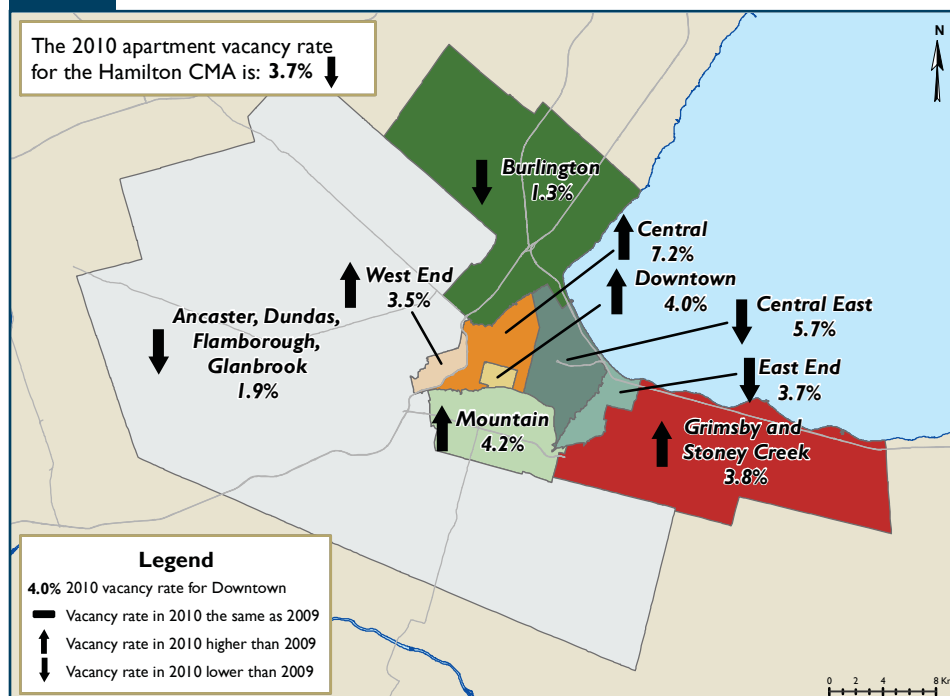 The 2010 apartment vacancy rate
for the Hamilton CMA is: 3.7%
N
Burlington
1.3%
Central
7.2%
West End
3.5%
Downtown
4.0%
Ancaster, Dundas,
Flamborough,
Glanbrook
1.9%
Central East
5.7%
East End
3.7%
Mountain
4.2%
Grimsby and
Stoney Creek
3.8%
Legend
4.0% 2010 vacancy rate for Downtown
Vacancy rate in 2010 the same as 2009
Vacancy rate in 2010 higher than 2009
Vacancy rate in 2010 lower than 2009
0 2 4 6 8 K